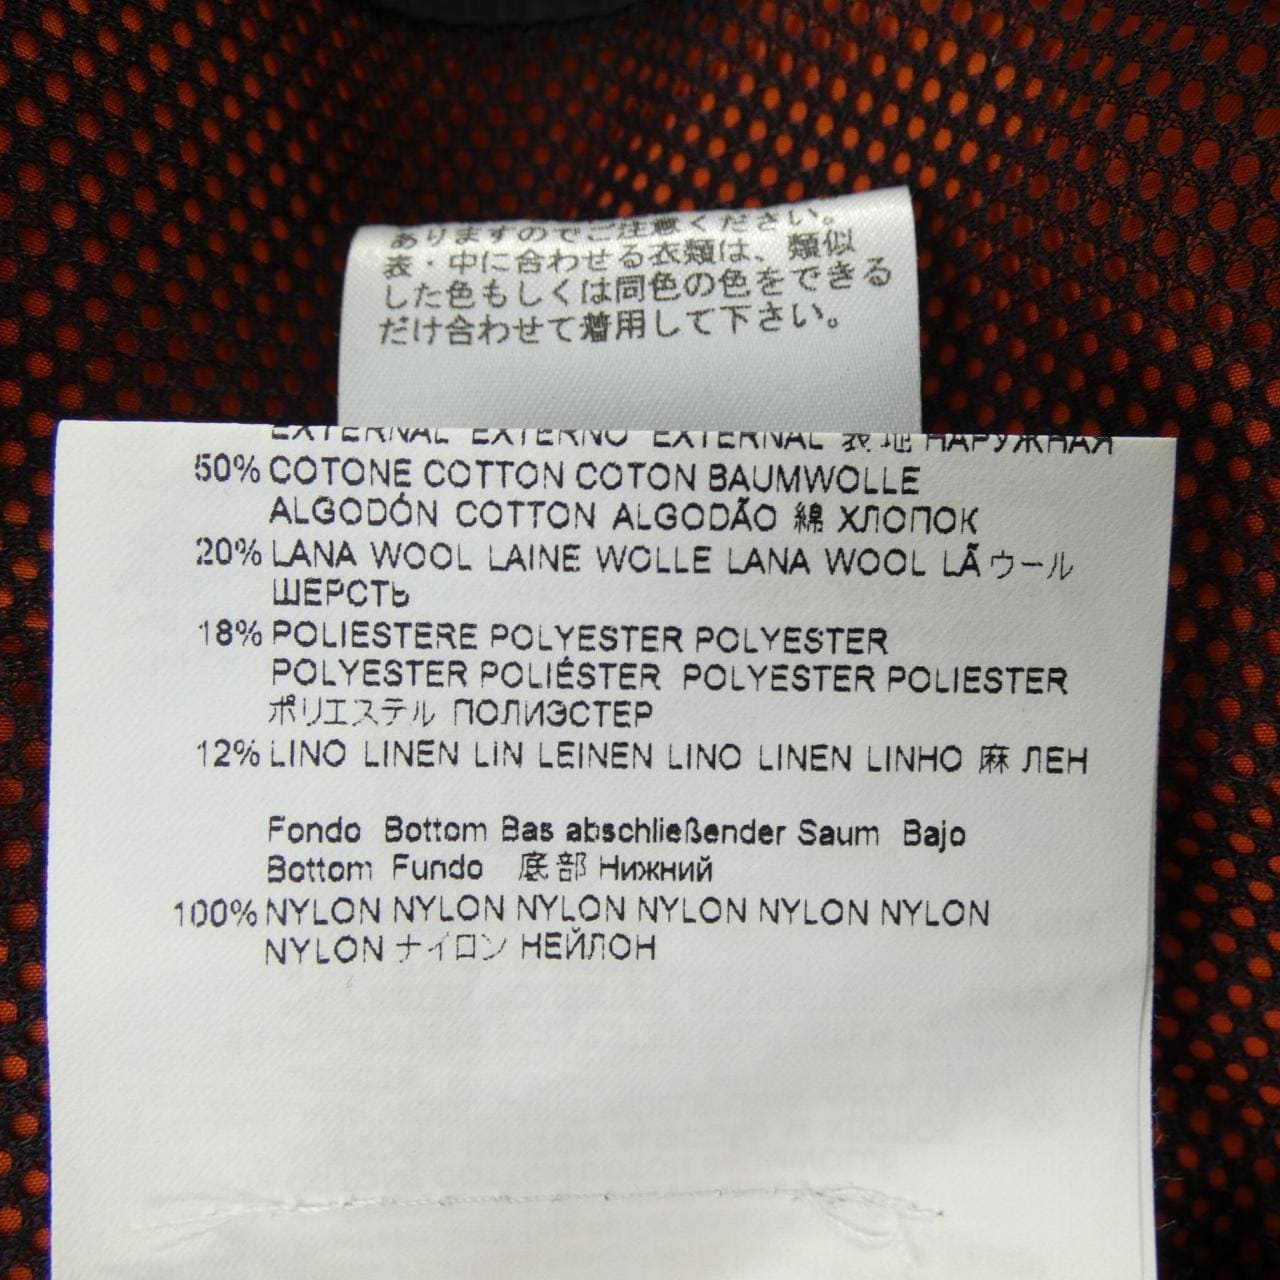 ありますのでご注意ください。
表・中に合わせる衣類は、類似
した色もしくは同色の色をできる
だけ合わせて着用して下さい。
EXTERNAL EXTERNO EXTERNAL 表地 НАРУЖНАЯ
50% COTONE COTTON COTON BAUMWOLLE
ALGODÓN COTTON ALGODÃO 綿 ХЛОПОК
20% LANA WOOL LAINE WOLLE LANA WOOL LÃ ウール
ШЕРСТЬ
18% POLIESTERE POLYESTER POLYESTER
POLYESTER POLIÉSTER POLYESTER POLIESTER
ポリエステル ПОЛИЭСТЕР
12% LINO LINEN LIN LEINEN LINO LINEN LINHO 麻 ЛЕН
Fondo Bottom Bas abschließender Saum Bajo
Bottom Fundo 底部 Нижний
100% NYLON NYLON NYLON NYLON NYLON NYLON
NYLON ナイロン НЕЙЛОН